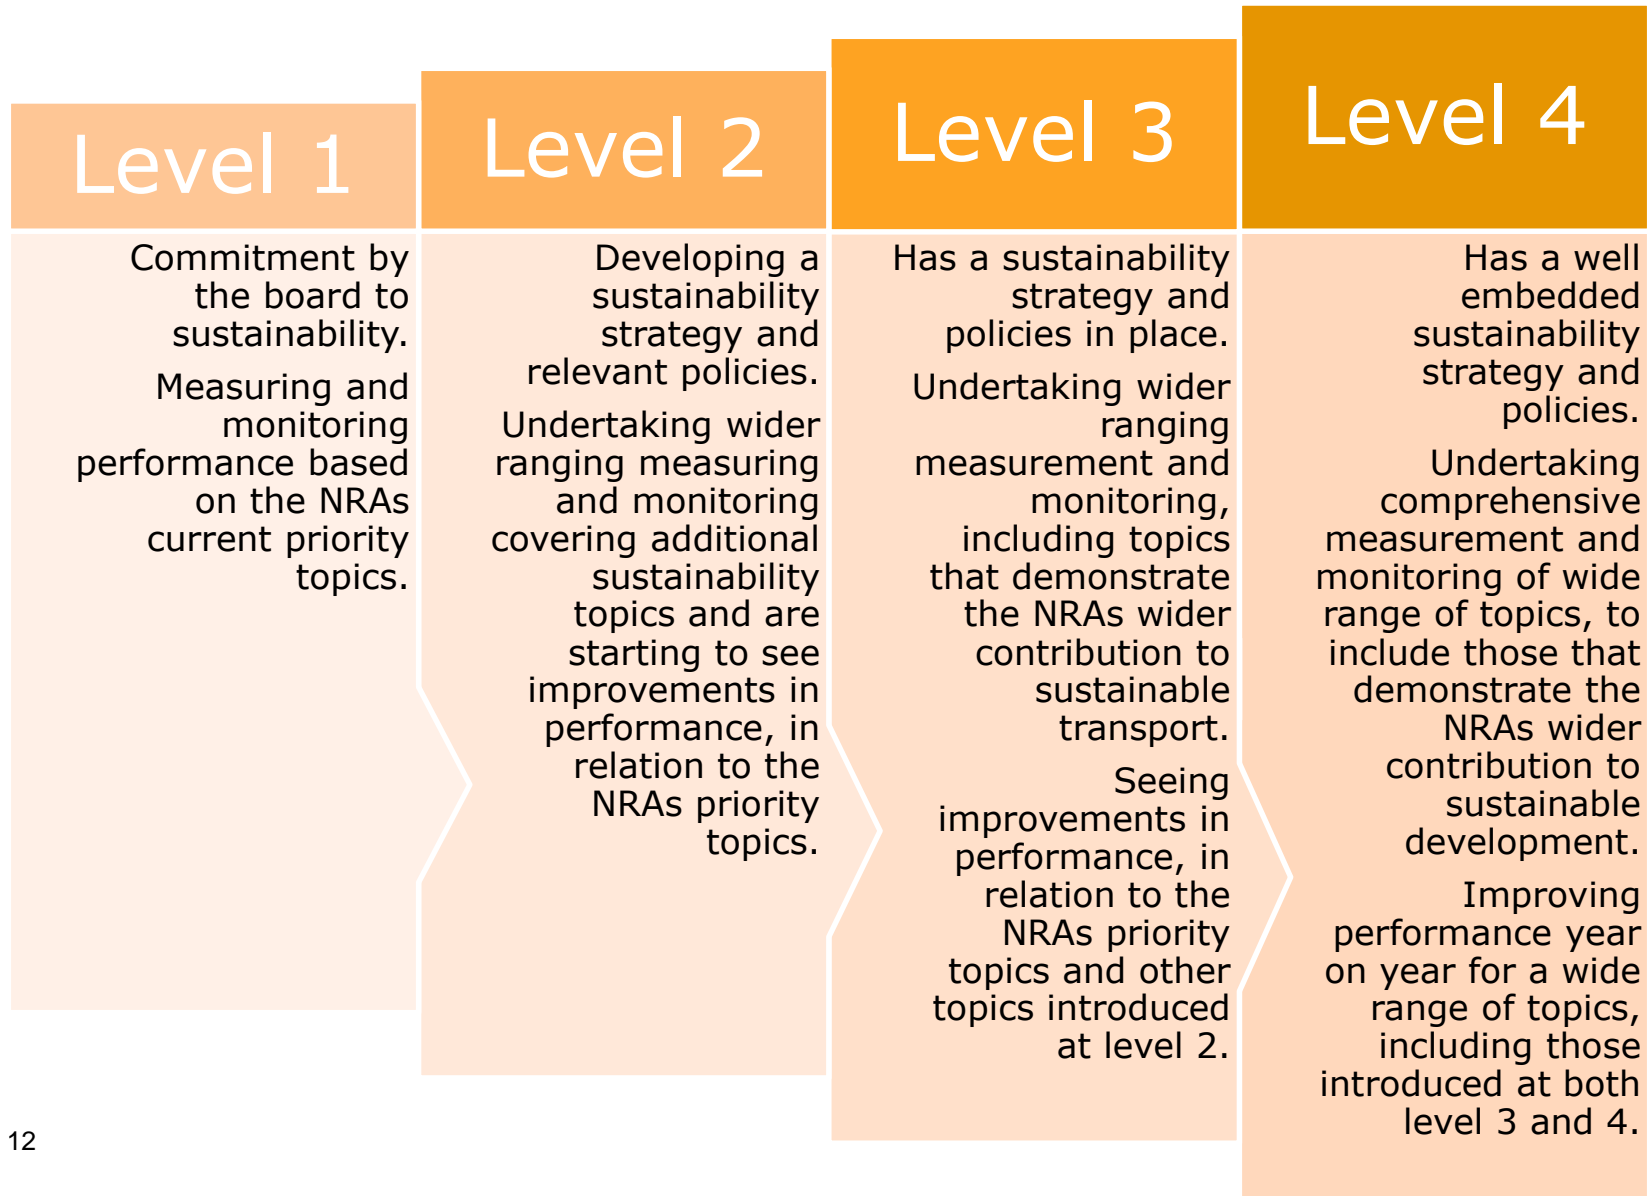 Level 1
Commitment by
the board to
sustainability.
Measuring and
monitoring
performance based
on the NRAs
current priority
topics.
Level 2
Developing a
sustainability
strategy and
relevant policies.
Undertaking wider
ranging measuring
and monitoring
covering additional
sustainability
topics and are
starting to see
improvements in
performance, in
relation to the
NRAs priority
topics.
Level 3
Has a sustainability
strategy and
policies in place.
Undertaking wider
ranging
measurement and
monitoring,
including topics
that demonstrate
the NRAs wider
contribution to
sustainable
transport.
Seeing
improvements in
performance, in
relation to the
NRAs priority
topics and other
topics introduced
at level 2.
Level 4
Has a well
embedded
sustainability
strategy and
policies.
Undertaking
comprehensive
measurement and
monitoring of wide
range of topics, to
include those that
demonstrate the
NRAs wider
contribution to
sustainable
development.
Improving
performance year
on year for a wide
range of topics,
including those
introduced at both
level 3 and 4.
12